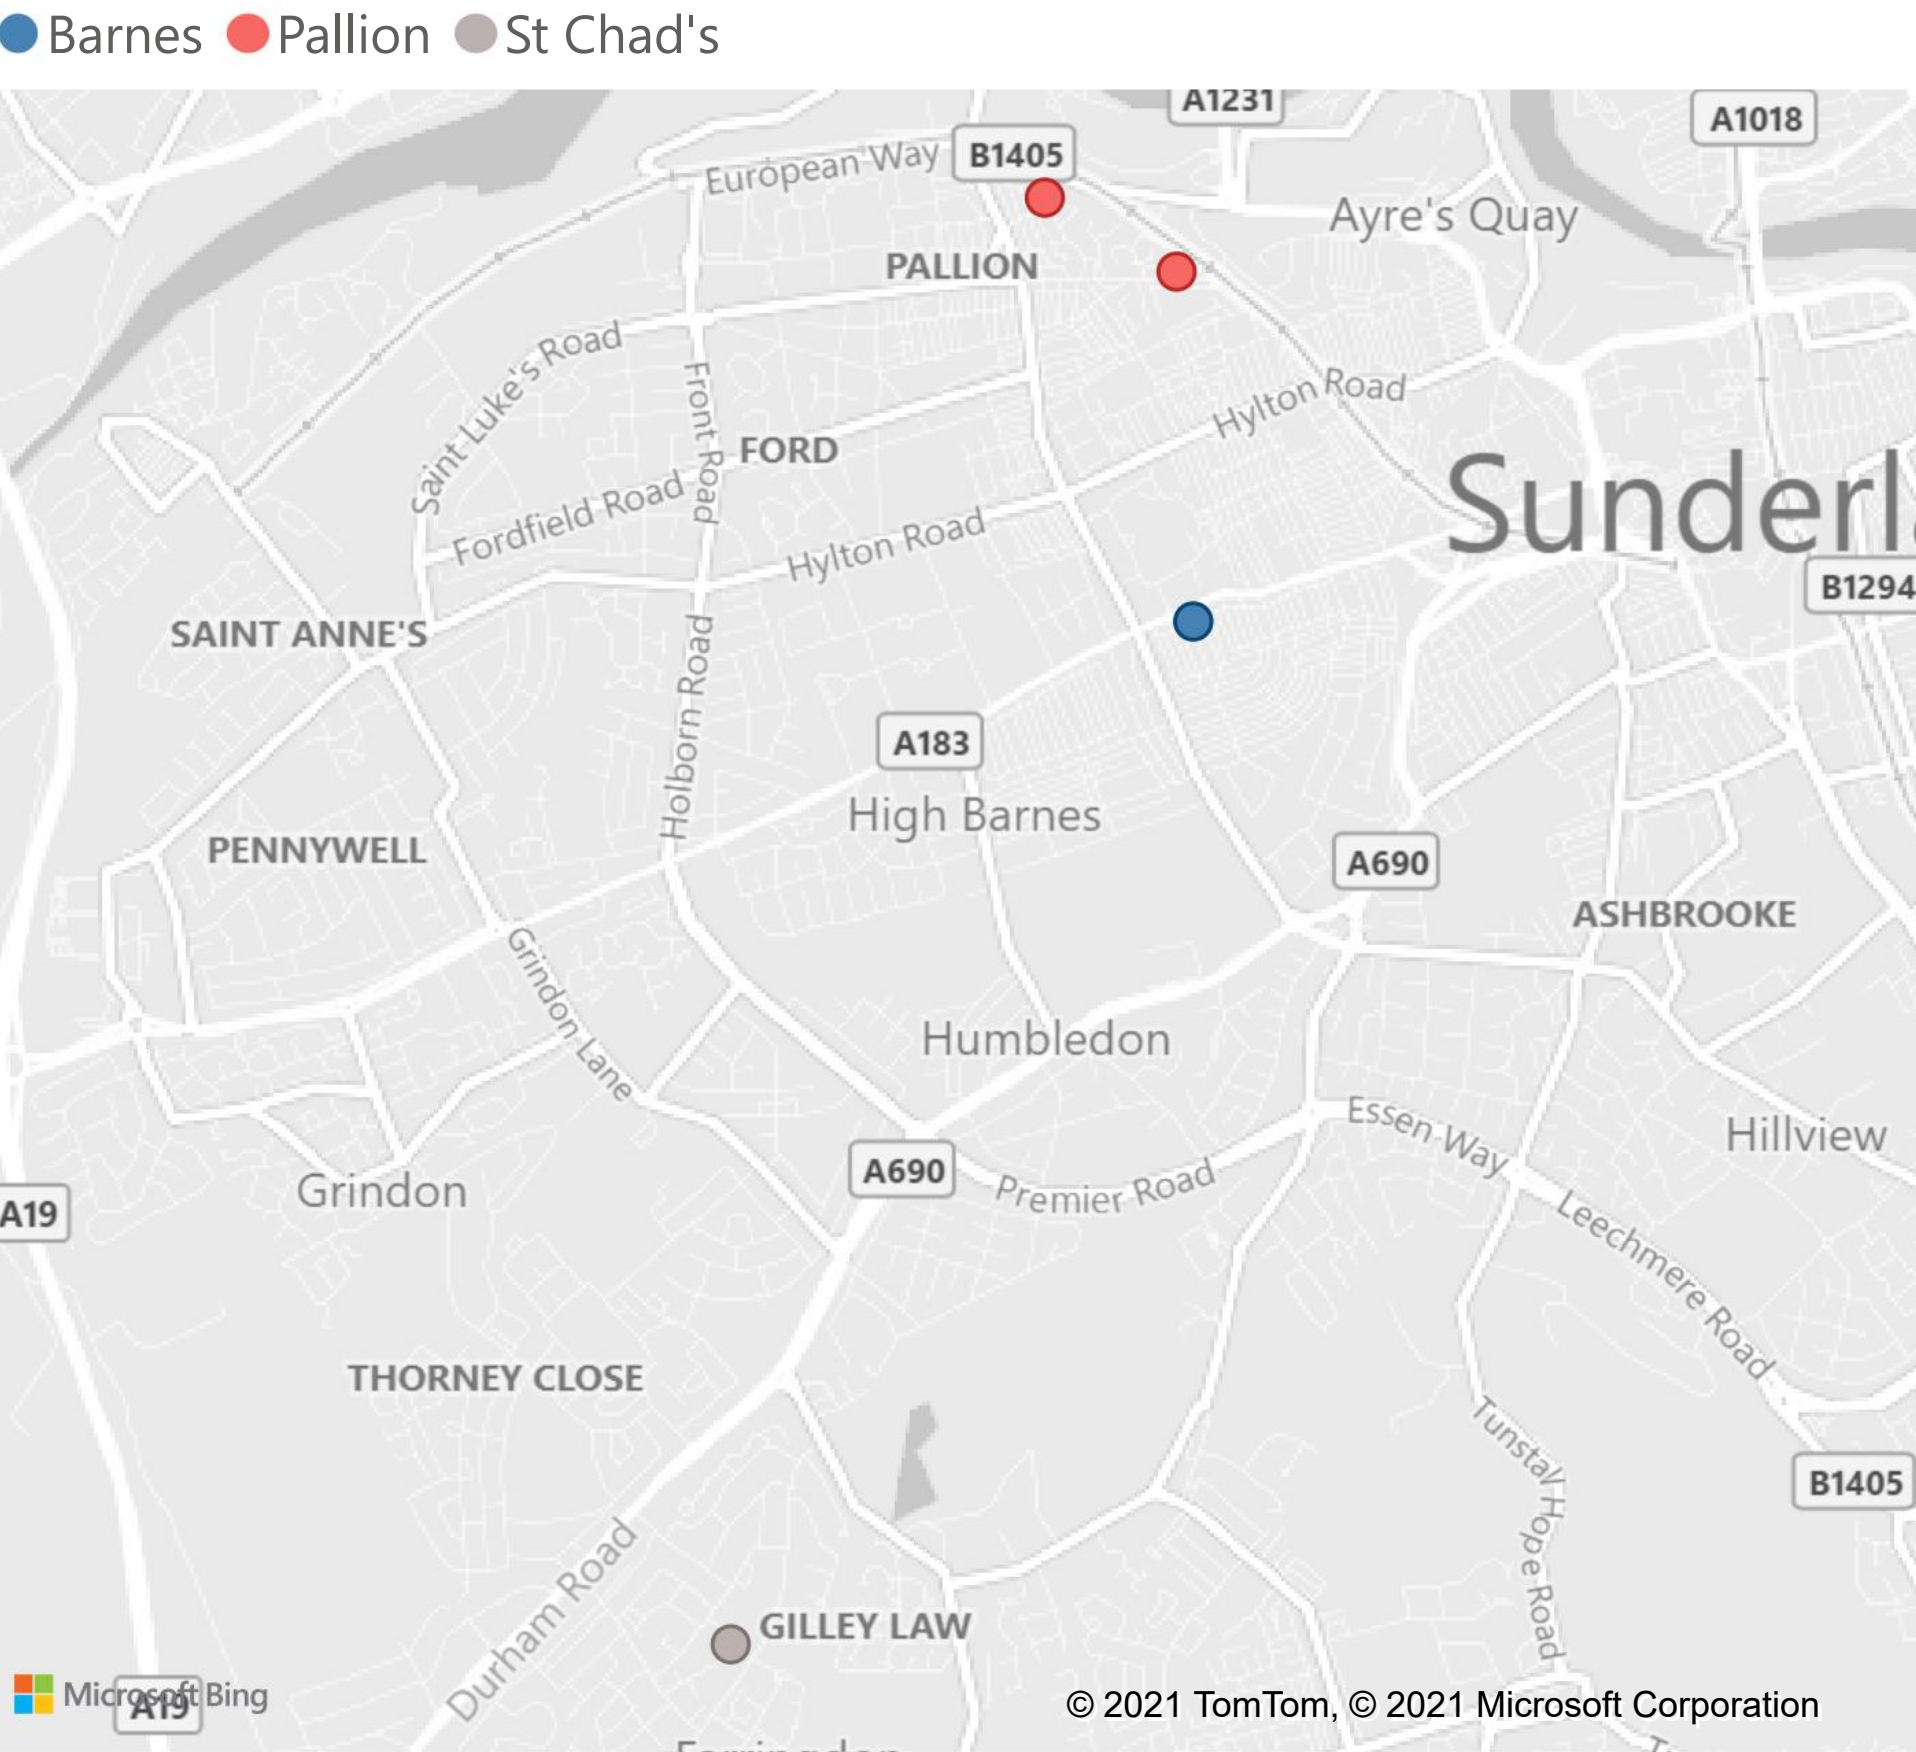 Barnes Pallion St Chad's
A1231
A1018
B1405
European Way
Ayre's Quay
PALLION
Saint Luke's Road
Front Road
Hylton Road
FORD
Fordfield Road
Sunderla
Hylton Road
B1294
SAINT ANNE'S
Holborn Road
A183
High Barnes
PENNYWELL
A690
ASHBROOKE
Grindon Lane
Humbledon
Essen Way
Hillview
A690
Premier Road
Grindon
A19
Leechmere Road
THORNEY CLOSE
Tunstall Hope Road
B1405
Durham Road
GILLEY LAW
Microsoft Bing
A19
© 2021 TomTom, © 2021 Microsoft Corporation